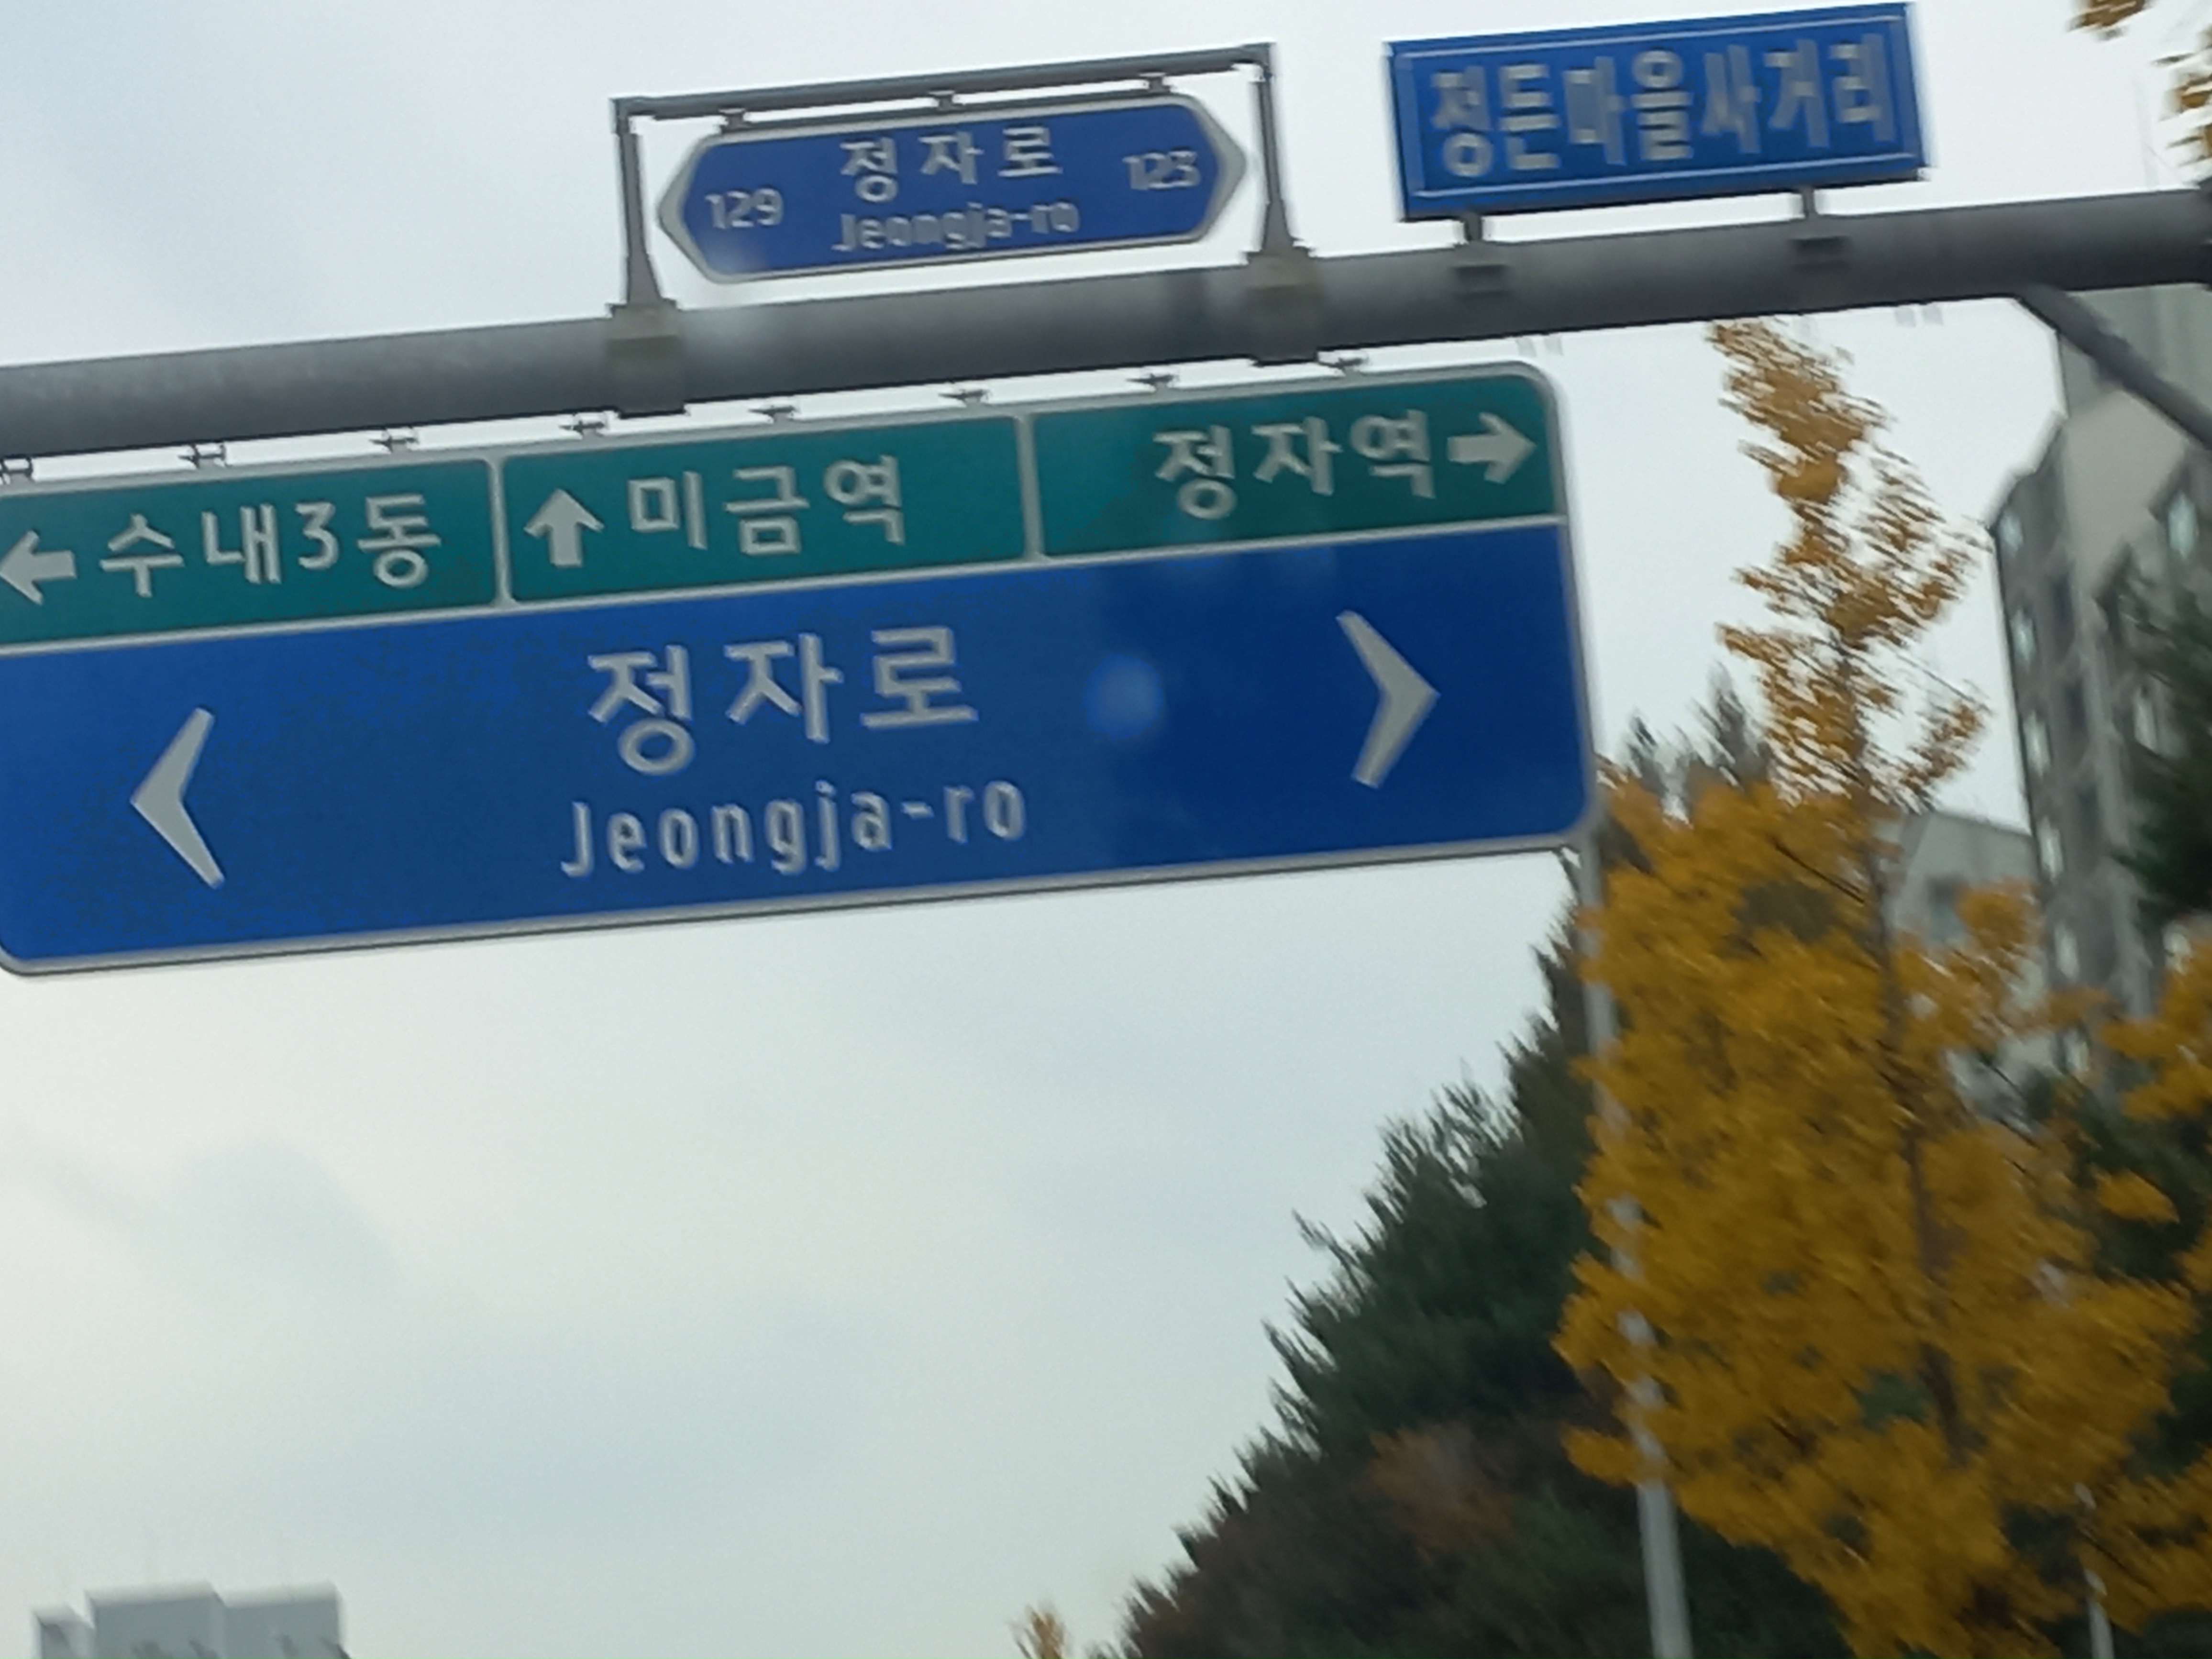 129 정자로 123
Jeongja-ro
정든마을사거리
← 수내3동
↑ 미금역
정자역 →
정자로
Jeongja-ro